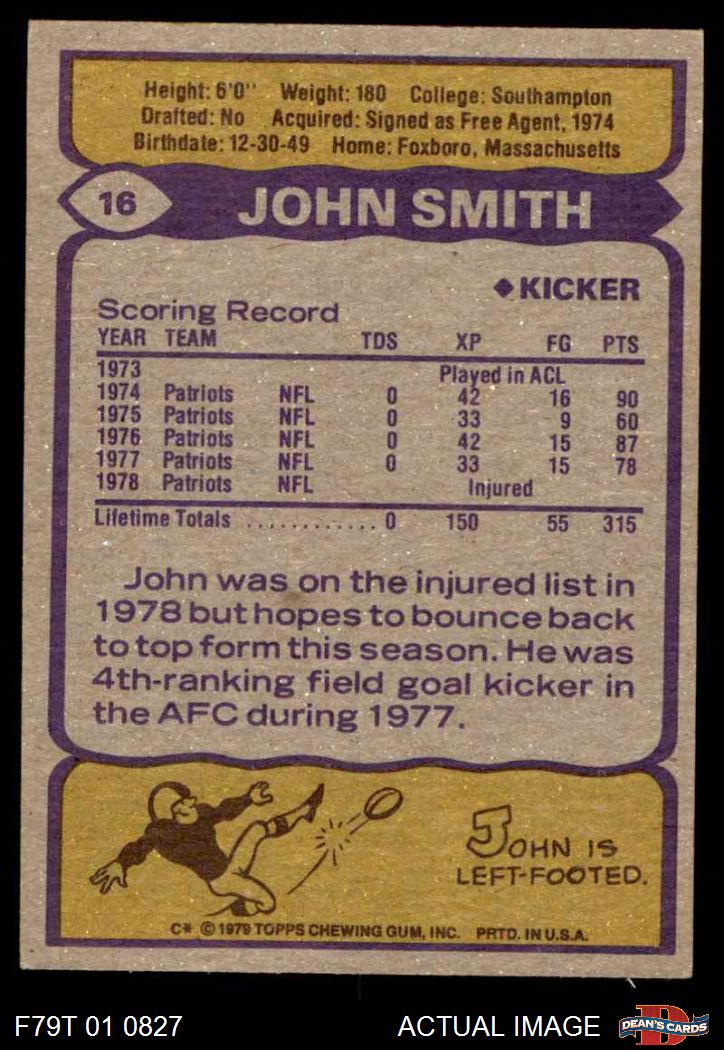 Height: 6'0'' Weight: 180 College: Southampton
Drafted: No Acquired: Signed as Free Agent, 1974
Birthdate: 12-30-49 Home: Foxboro, Massachusetts
16 JOHN SMITH
◆KICKER
Scoring Record
YEAR TEAM TDS XP FG PTS
1973 Played in ACL
1974 Patriots NFL 0 42 16 90
1975 Patriots NFL 0 33 9 60
1976 Patriots NFL 0 42 15 87
1977 Patriots NFL 0 33 15 78
1978 Patriots NFL Injured
Lifetime Totals ............. 0 150 55 315
John was on the injured list in
1978 but hopes to bounce back
to top form this season. He was
4th-ranking field goal kicker in
the AFC during 1977.
JOHN IS
LEFT-FOOTED.
C* © 1979 TOPPS CHEWING GUM, INC. PRTD. IN U.S.A.
F79T 01 0827 ACTUAL IMAGE D DEAN'S CARDS